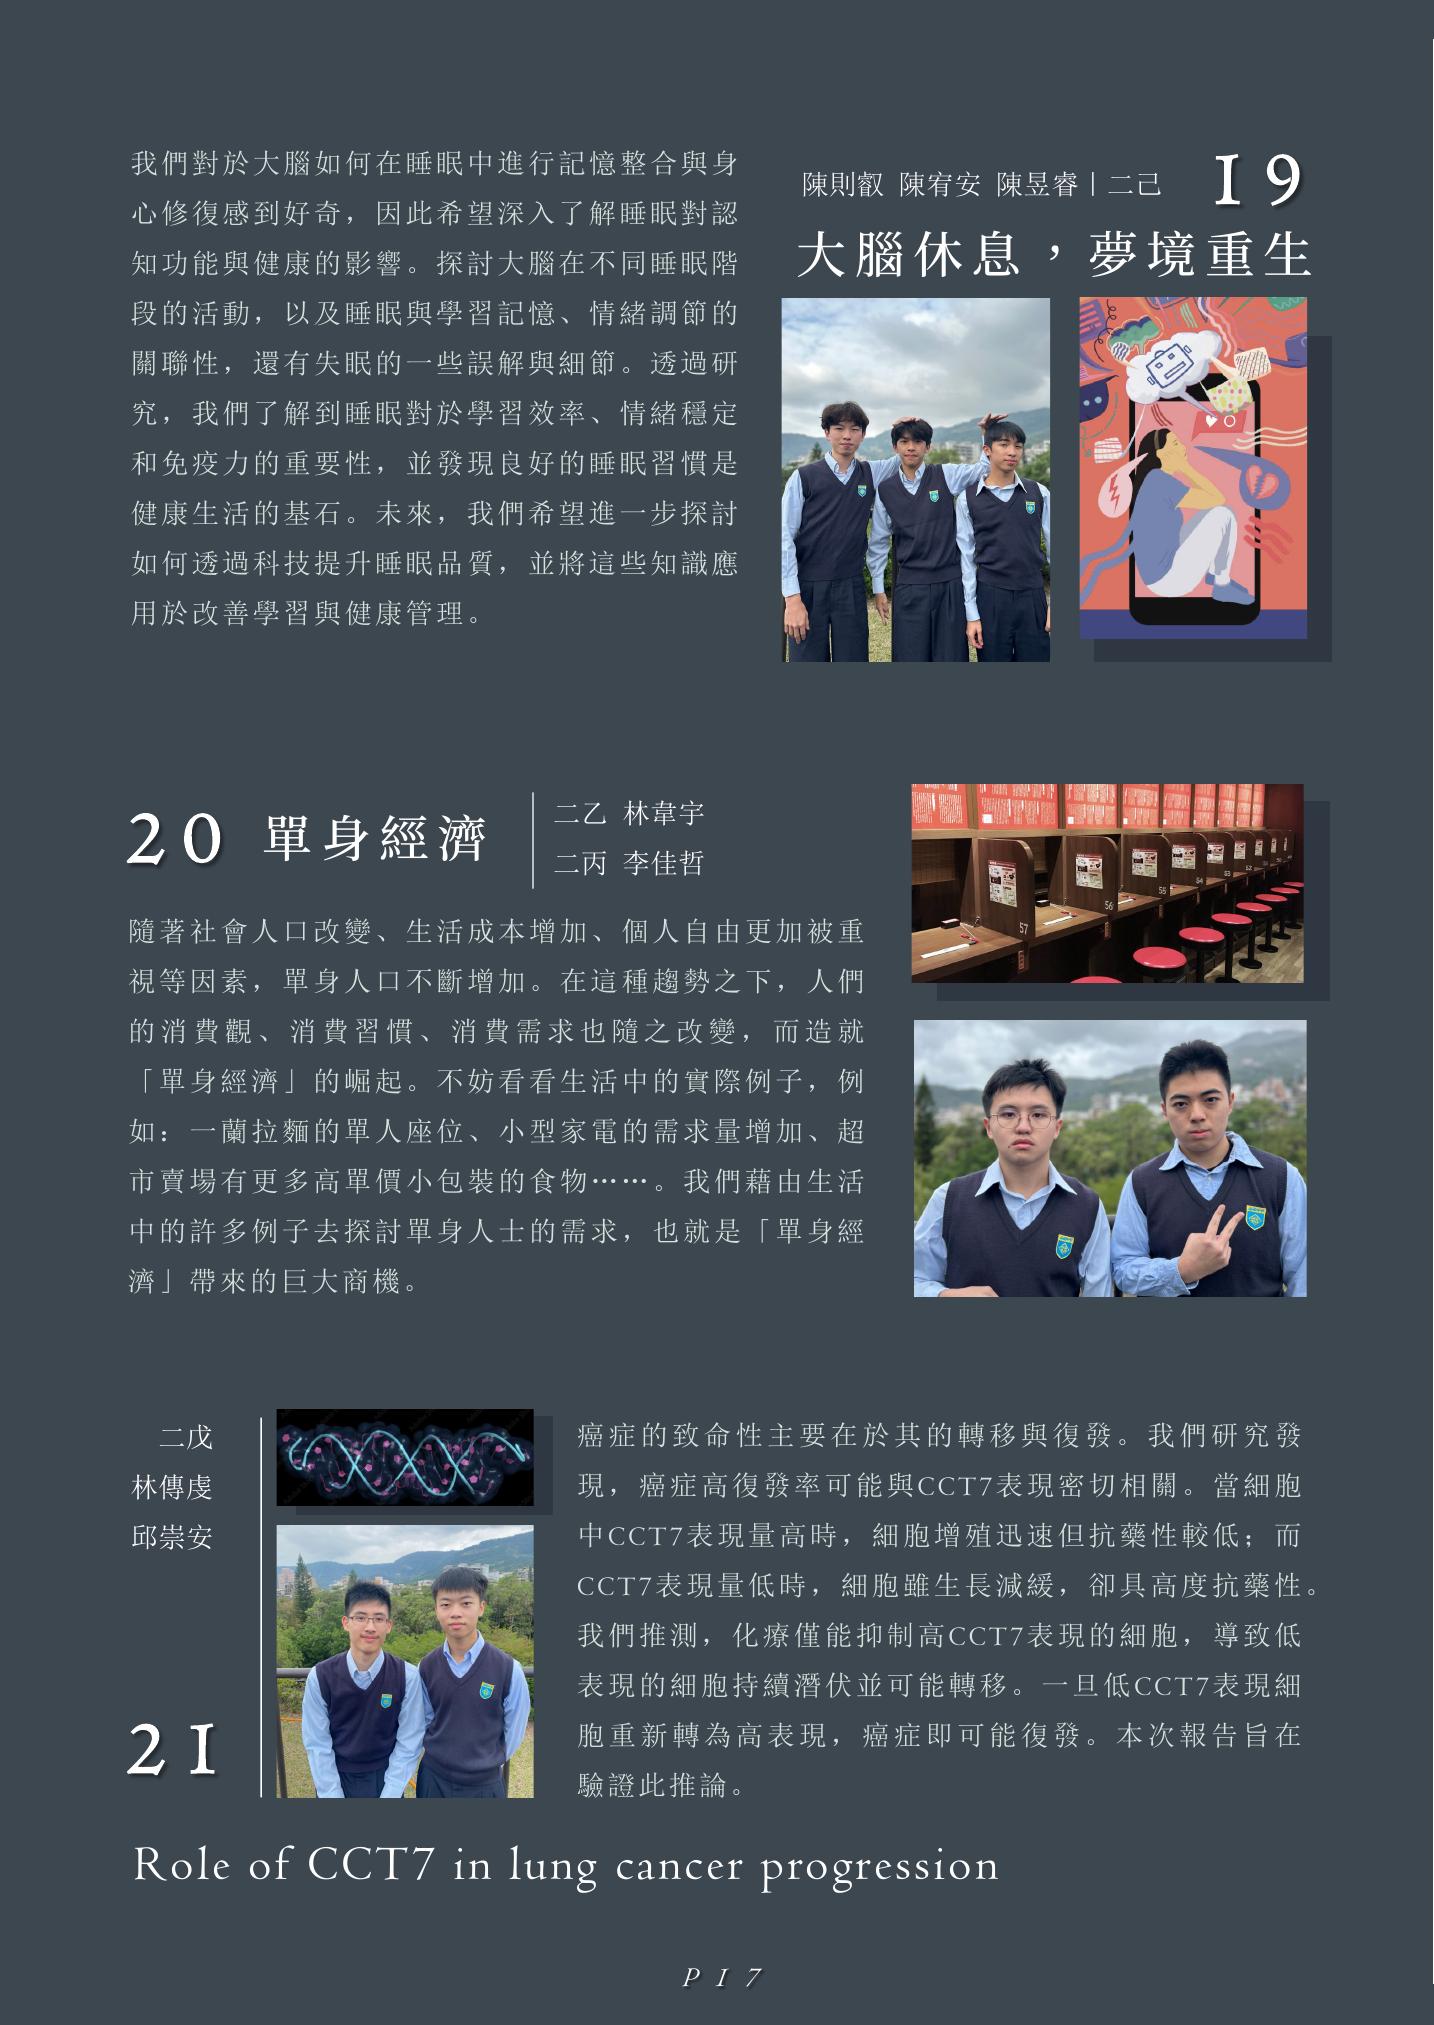 陳則叡 陳宥安 陳昱睿｜二己 19
大腦休息，夢境重生
我們對於大腦如何在睡眠中進行記憶整合與身
心修復感到好奇，因此希望深入了解睡眠對認
知功能與健康的影響。探討大腦在不同睡眠階
段的活動，以及睡眠與學習記憶、情緒調節的
關聯性，還有失眠的一些誤解與細節。透過研
究，我們了解到睡眠對於學習效率、情緒穩定
和免疫力的重要性，並發現良好的睡眠習慣是
健康生活的基石。未來，我們希望進一步探討
如何透過科技提升睡眠品質，並將這些知識應
用於改善學習與健康管理。
20 單身經濟
二乙 林韋宇
二丙 李佳哲
隨著社會人口改變、生活成本增加、個人自由更加被重
視等因素，單身人口不斷增加。在這種趨勢之下，人們
的消費觀、消費習慣、消費需求也隨之改變，而造就
「單身經濟」的崛起。不妨看看生活中的實際例子，例
如：一蘭拉麵的單人座位、小型家電的需求量增加、超
市賣場有更多高單價小包裝的食物……。我們藉由生活
中的許多例子去探討單身人士的需求，也就是「單身經
濟」帶來的巨大商機。
57
56
55
54
53
二戊
林傳虔
邱崇安
21
癌症的致命性主要在於其的轉移與復發。我們研究發
現，癌症高復發率可能與CCT7表現密切相關。當細胞
中CCT7表現量高時，細胞增殖迅速但抗藥性較低；而
CCT7表現量低時，細胞雖生長減緩，卻具高度抗藥性。
我們推測，化療僅能抑制高CCT7表現的細胞，導致低
表現的細胞持續潛伏並可能轉移。一旦低CCT7表現細
胞重新轉為高表現，癌症即可能復發。本次報告旨在
驗證此推論。
Role of CCT7 in lung cancer progression
P17